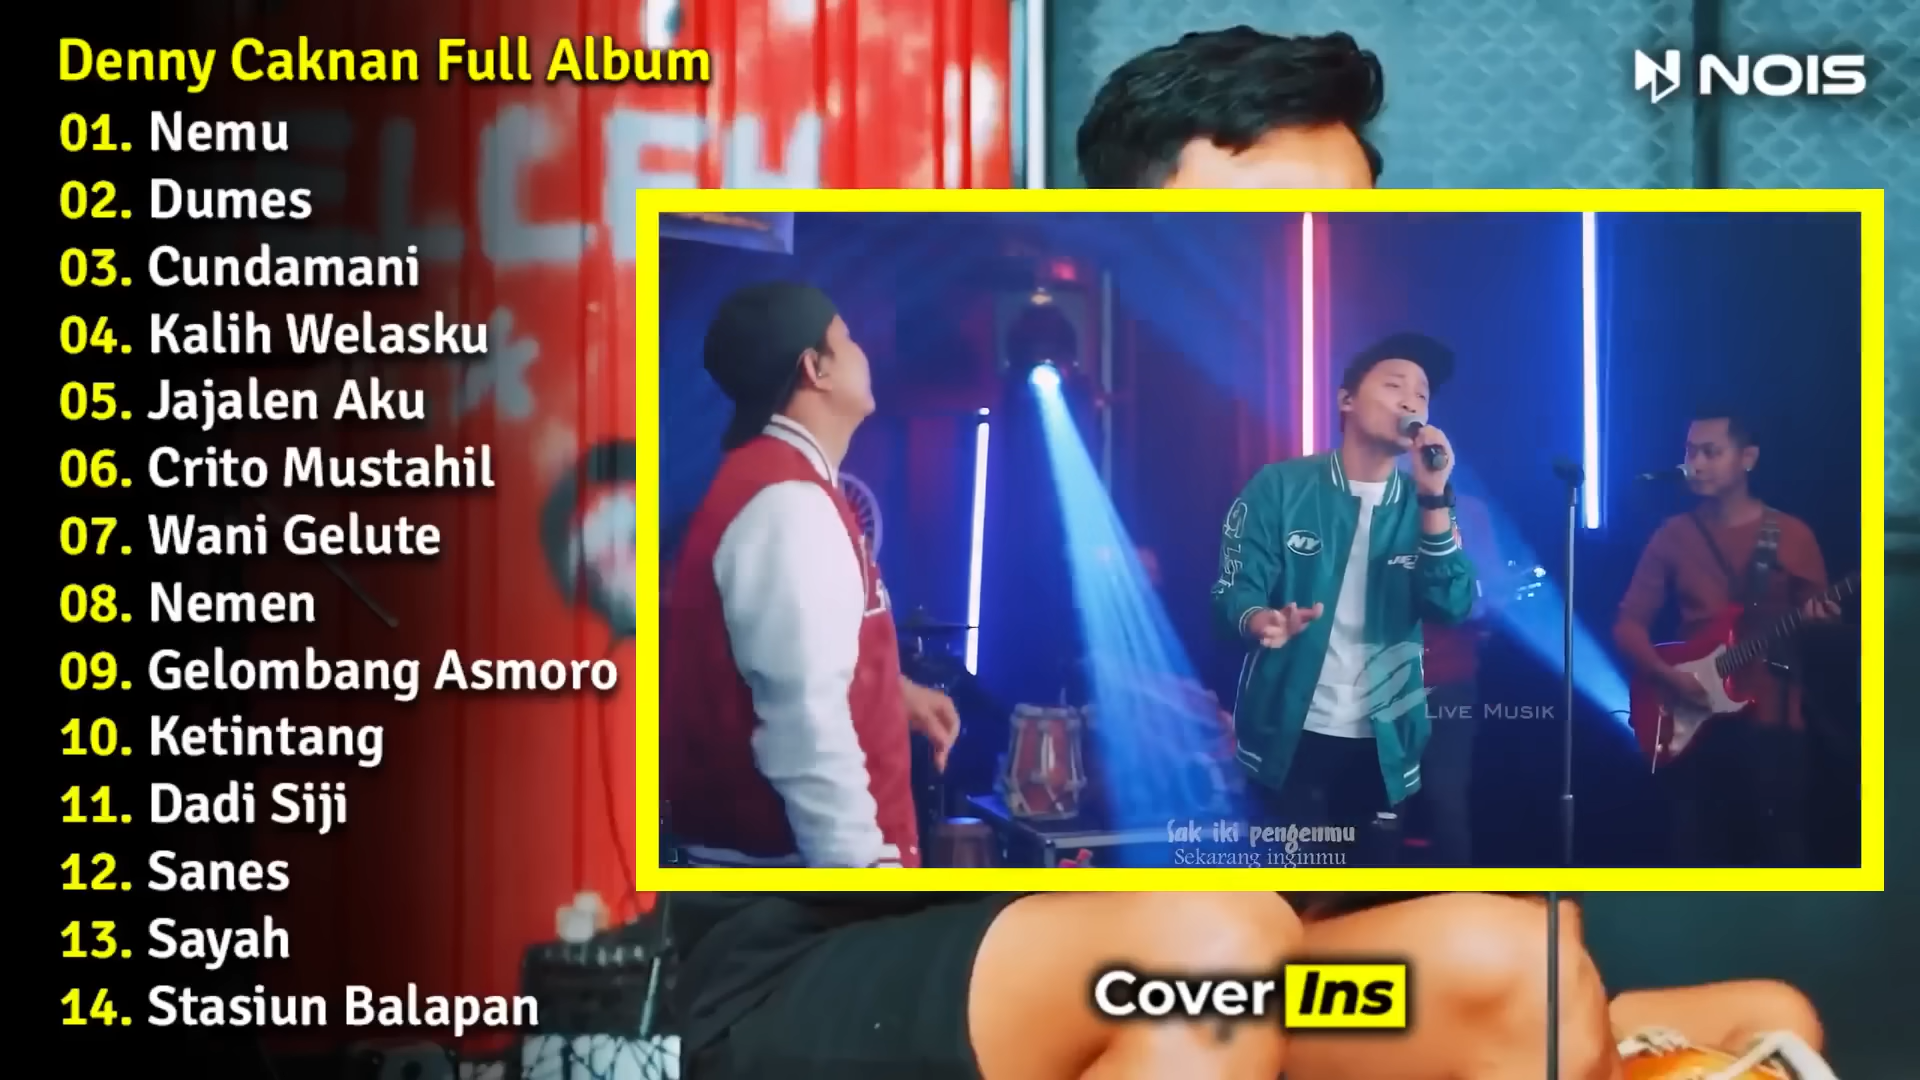 Denny Caknan Full Album
01. Nemu
02. Dumes
03. Cundamani
04. Kalih Welasku
05. Jajalen Aku
06. Crito Mustahil
07. Wani Gelute
08. Nemen
09. Gelombang Asmoro
10. Ketintang
11. Dadi Siji
12. Sanes
13. Sayah
14. Stasiun Balapan
NOIS
NY
LIVE MUSIK
Sak iki pengenmu
Sekarang inginmu
Cover Ins